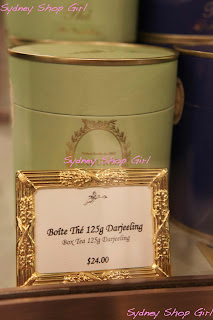 Sydney Shop Girl
Sydney Shop Girl
Boîte Thé 125g Darjeeling
Box Tea 125g Darjeeling
$24.00
Sydney Shop Girl